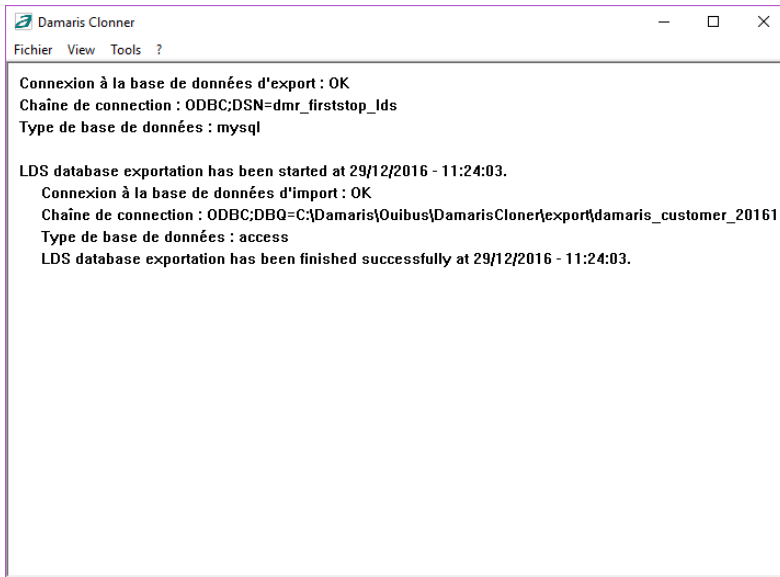 Damaris Clonner
Fichier View Tools ?
Connexion à la base de données d'export : OK
Chaîne de connection : ODBC;DSN=dmr_firststop_lds
Type de base de données : mysql
LDS database exportation has been started at 29/12/2016 - 11:24:03.
Connexion à la base de données d'import : OK
Chaîne de connection : ODBC;DBQ=C:\Damaris\Ouibus\DamarisCloner\export\damaris_customer_20161
Type de base de données : access
LDS database exportation has been finished successfully at 29/12/2016 - 11:24:03.